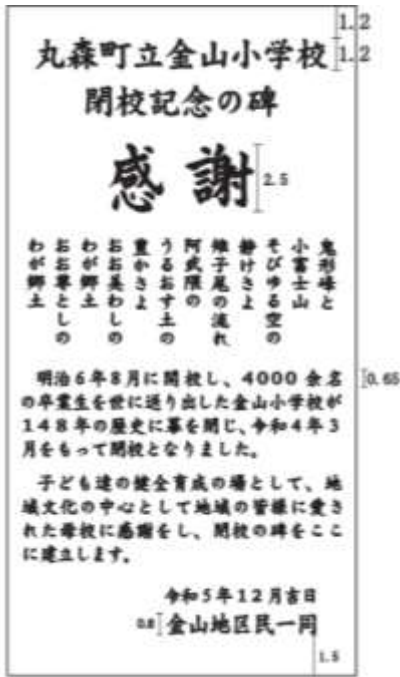 1.2
丸森町立金山小学校
1.2
閉校記念の碑
感謝
2.5
鬼形峰と
小富士山
そびゆる空の
静けさよ
雉子尾の流れ
阿武隈の
うるおす土の
豊かさよ
おお美わしの
わが郷土
おお尊としの
わが郷土
明治6年8月に開校し、4000余名
0.65
の卒業生を世に送り出した金山小学校が
148年の歴史に幕を閉じ、令和4年3
月をもって閉校となりました。
子ども達の健全育成の場として、地
域文化の中心として地域の皆様に愛さ
れた母校に感謝をし、閉校の碑をここ
に建立します。
令和5年12月吉日
0.8
金山地区民一同
1.5